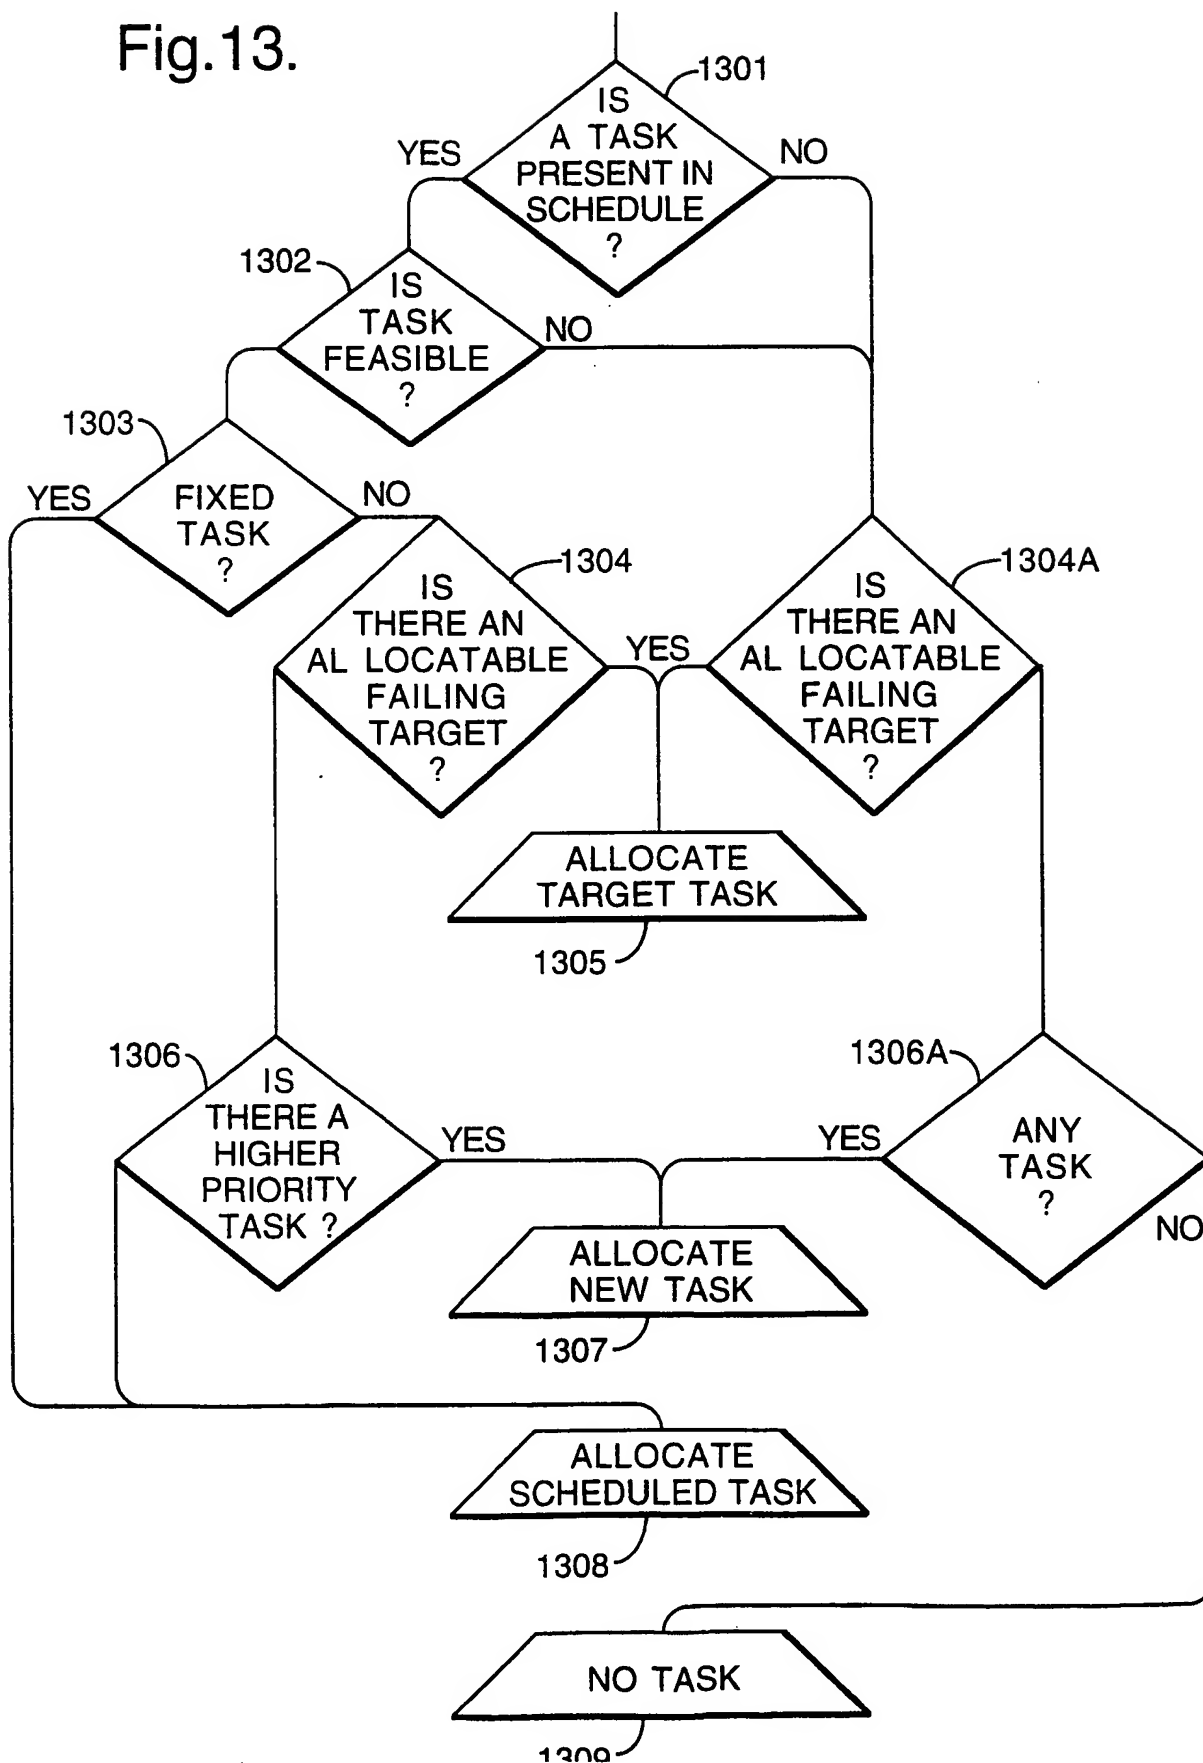 Fig.13.
1301
IS
A TASK
PRESENT IN
SCHEDULE
?
YES
NO
1302
IS
TASK
FEASIBLE
?
NO
1303
FIXED
TASK
?
YES
NO
1304
IS
THERE AN
AL LOCATABLE
FAILING
TARGET
?
YES
1304A
IS
THERE AN
AL LOCATABLE
FAILING
TARGET
?
ALLOCATE
TARGET TASK
1305
1306
IS
THERE A
HIGHER
PRIORITY
TASK ?
YES
1306A
ANY
TASK
?
YES
NO
ALLOCATE
NEW TASK
1307
ALLOCATE
SCHEDULED TASK
1308
NO TASK
1309